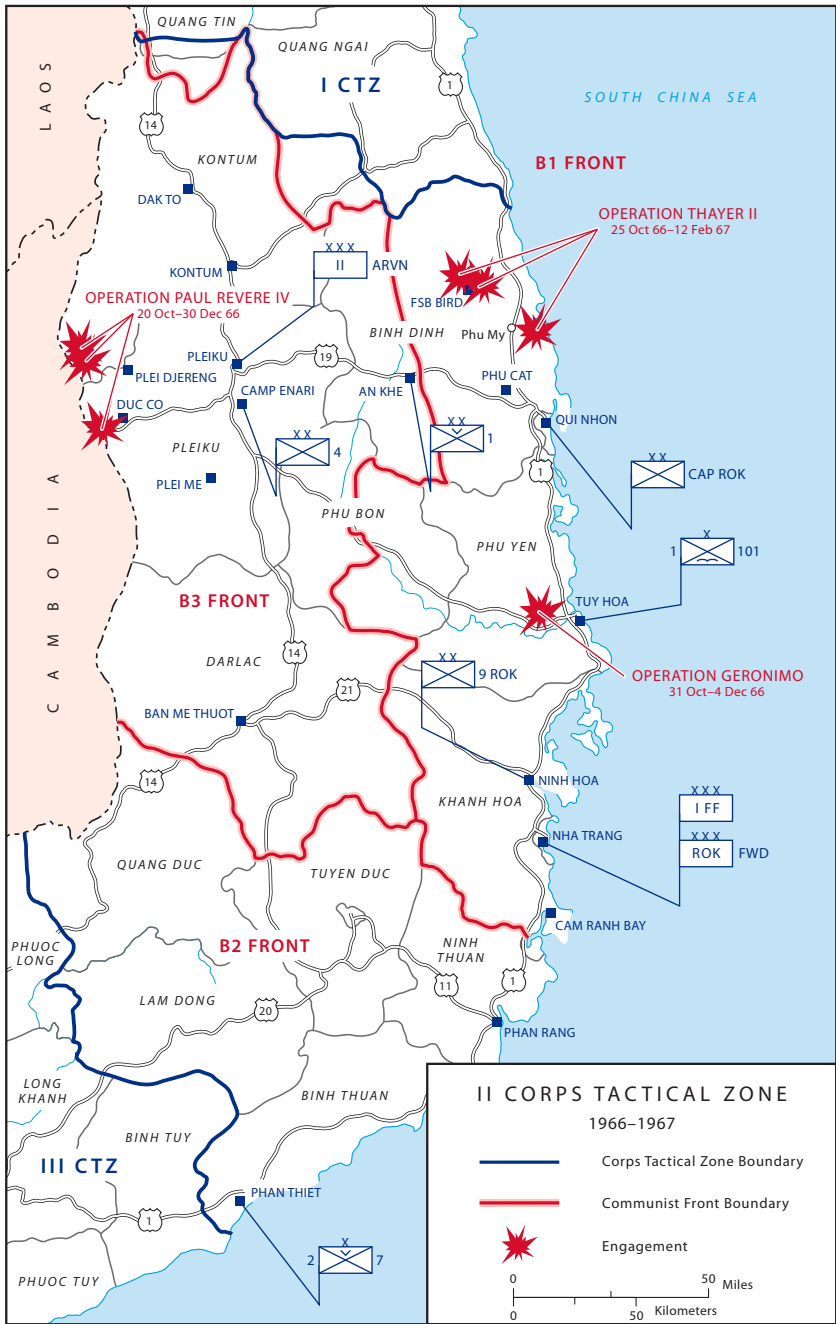 QUANG TIN
QUANG NGAI
LAOS
I CTZ
1
SOUTH CHINA SEA
14
KONTUM
B1 FRONT
DAK TO
OPERATION THAYER II
25 Oct 66–12 Feb 67
XXX
II ARVN
KONTUM
OPERATION PAUL REVERE IV
20 Oct–30 Dec 66
FSB BIRD
BINH DINH
Phu My
PLEIKU
19
PLEI DJERENG
PHU CAT
CAMP ENARI
AN KHE
DUC CO
QUI NHON
XX
4
XX
1
PLEIKU
1
XX
CAP ROK
PLEI ME
CAMBODIA
PHU BON
PHU YEN
X
1 101
B3 FRONT
TUY HOA
14
DARLAC
XX
9 ROK
OPERATION GERONIMO
31 Oct–4 Dec 66
21
BAN ME THUOT
14
NINH HOA
KHANH HOA
XXX
I FF
NHA TRANG
XXX
ROK FWD
QUANG DUC
TUYEN DUC
CAM RANH BAY
PHUOC
LONG
B2 FRONT
NINH
THUAN
11
1
LAM DONG
20
PHAN RANG
LONG
KHANH
BINH THUAN
BINH TUY
III CTZ
PHAN THIET
1
X
2 7
PHUOC TUY
II CORPS TACTICAL ZONE
1966–1967
Corps Tactical Zone Boundary
Communist Front Boundary
Engagement
0 50 Miles
0 50 Kilometers